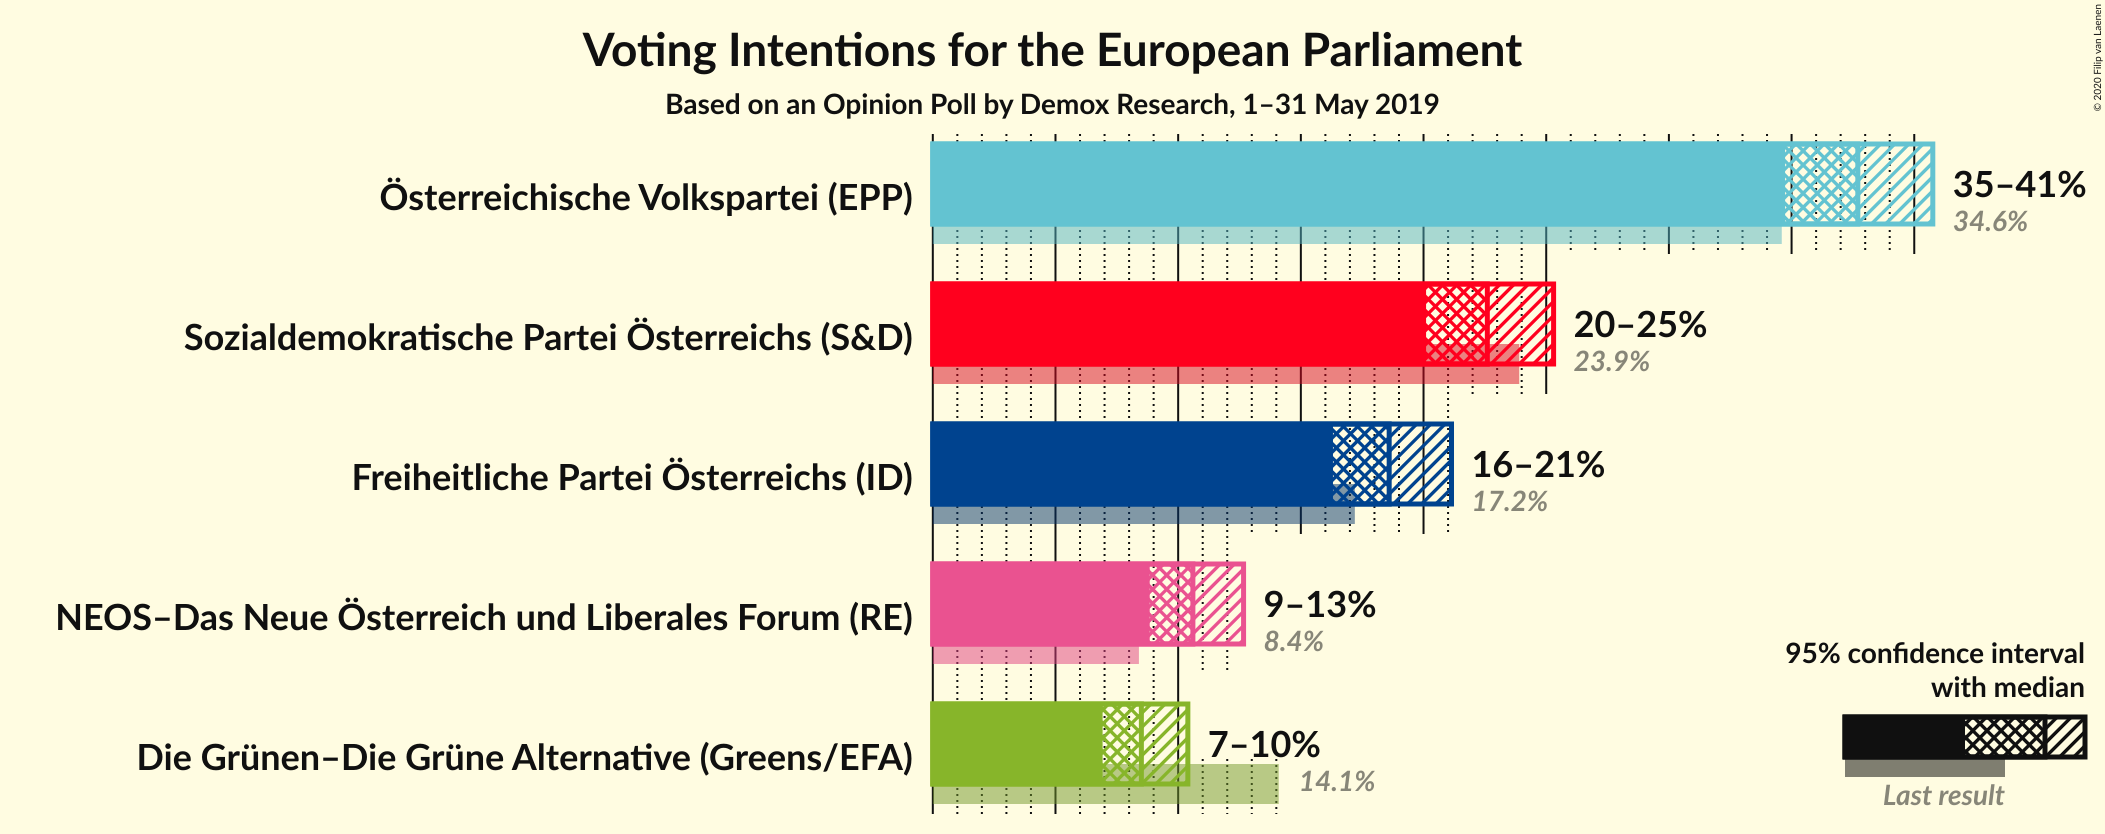 Voting Intentions for the European Parliament
Based on an Opinion Poll by Demox Research, 1–31 May 2019
© 2020 Filip van Laenen
Österreichische Volkspartei (EPP)
35–41%
34.6%
Sozialdemokratische Partei Österreichs (S&D)
20–25%
23.9%
Freiheitliche Partei Österreichs (ID)
16–21%
17.2%
NEOS–Das Neue Österreich und Liberales Forum (RE)
9–13%
8.4%
Die Grünen–Die Grüne Alternative (Greens/EFA)
7–10%
14.1%
95% confidence interval
with median
Last result